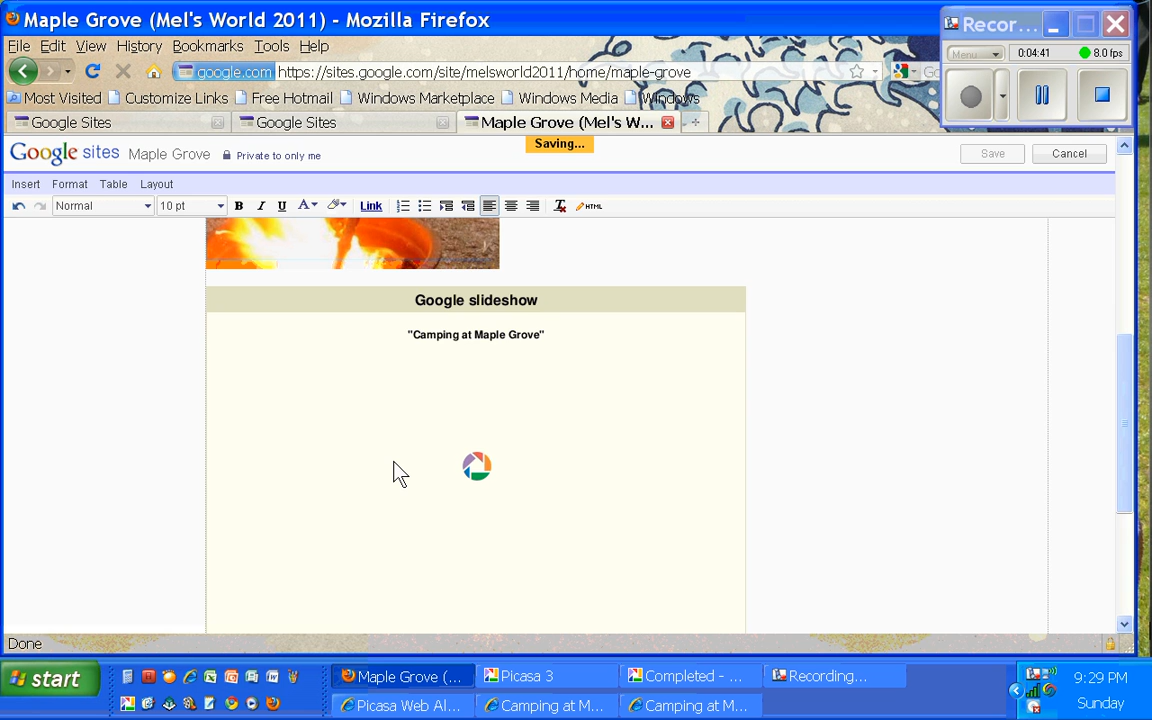 Maple Grove (Mel's World 2011) - Mozilla Firefox
Recor...
File Edit View History Bookmarks Tools Help
Menu 0:04:41 8.0 fps
google.com https://sites.google.com/site/melsworld2011/home/maple-grove
Most Visited Customize Links Free Hotmail Windows Marketplace Windows Media Windows
Google Sites Google Sites Maple Grove (Mel's W...
Saving...
Google sites Maple Grove Private to only me Save Cancel
Insert Format Table Layout
Normal 10 pt B I U A Link HTML
Google slideshow
"Camping at Maple Grove"
Done
start Maple Grove (... Picasa 3 Completed - ... Recording... 9:29 PM
Picasa Web Al... Camping at M... Camping at M... Sunday